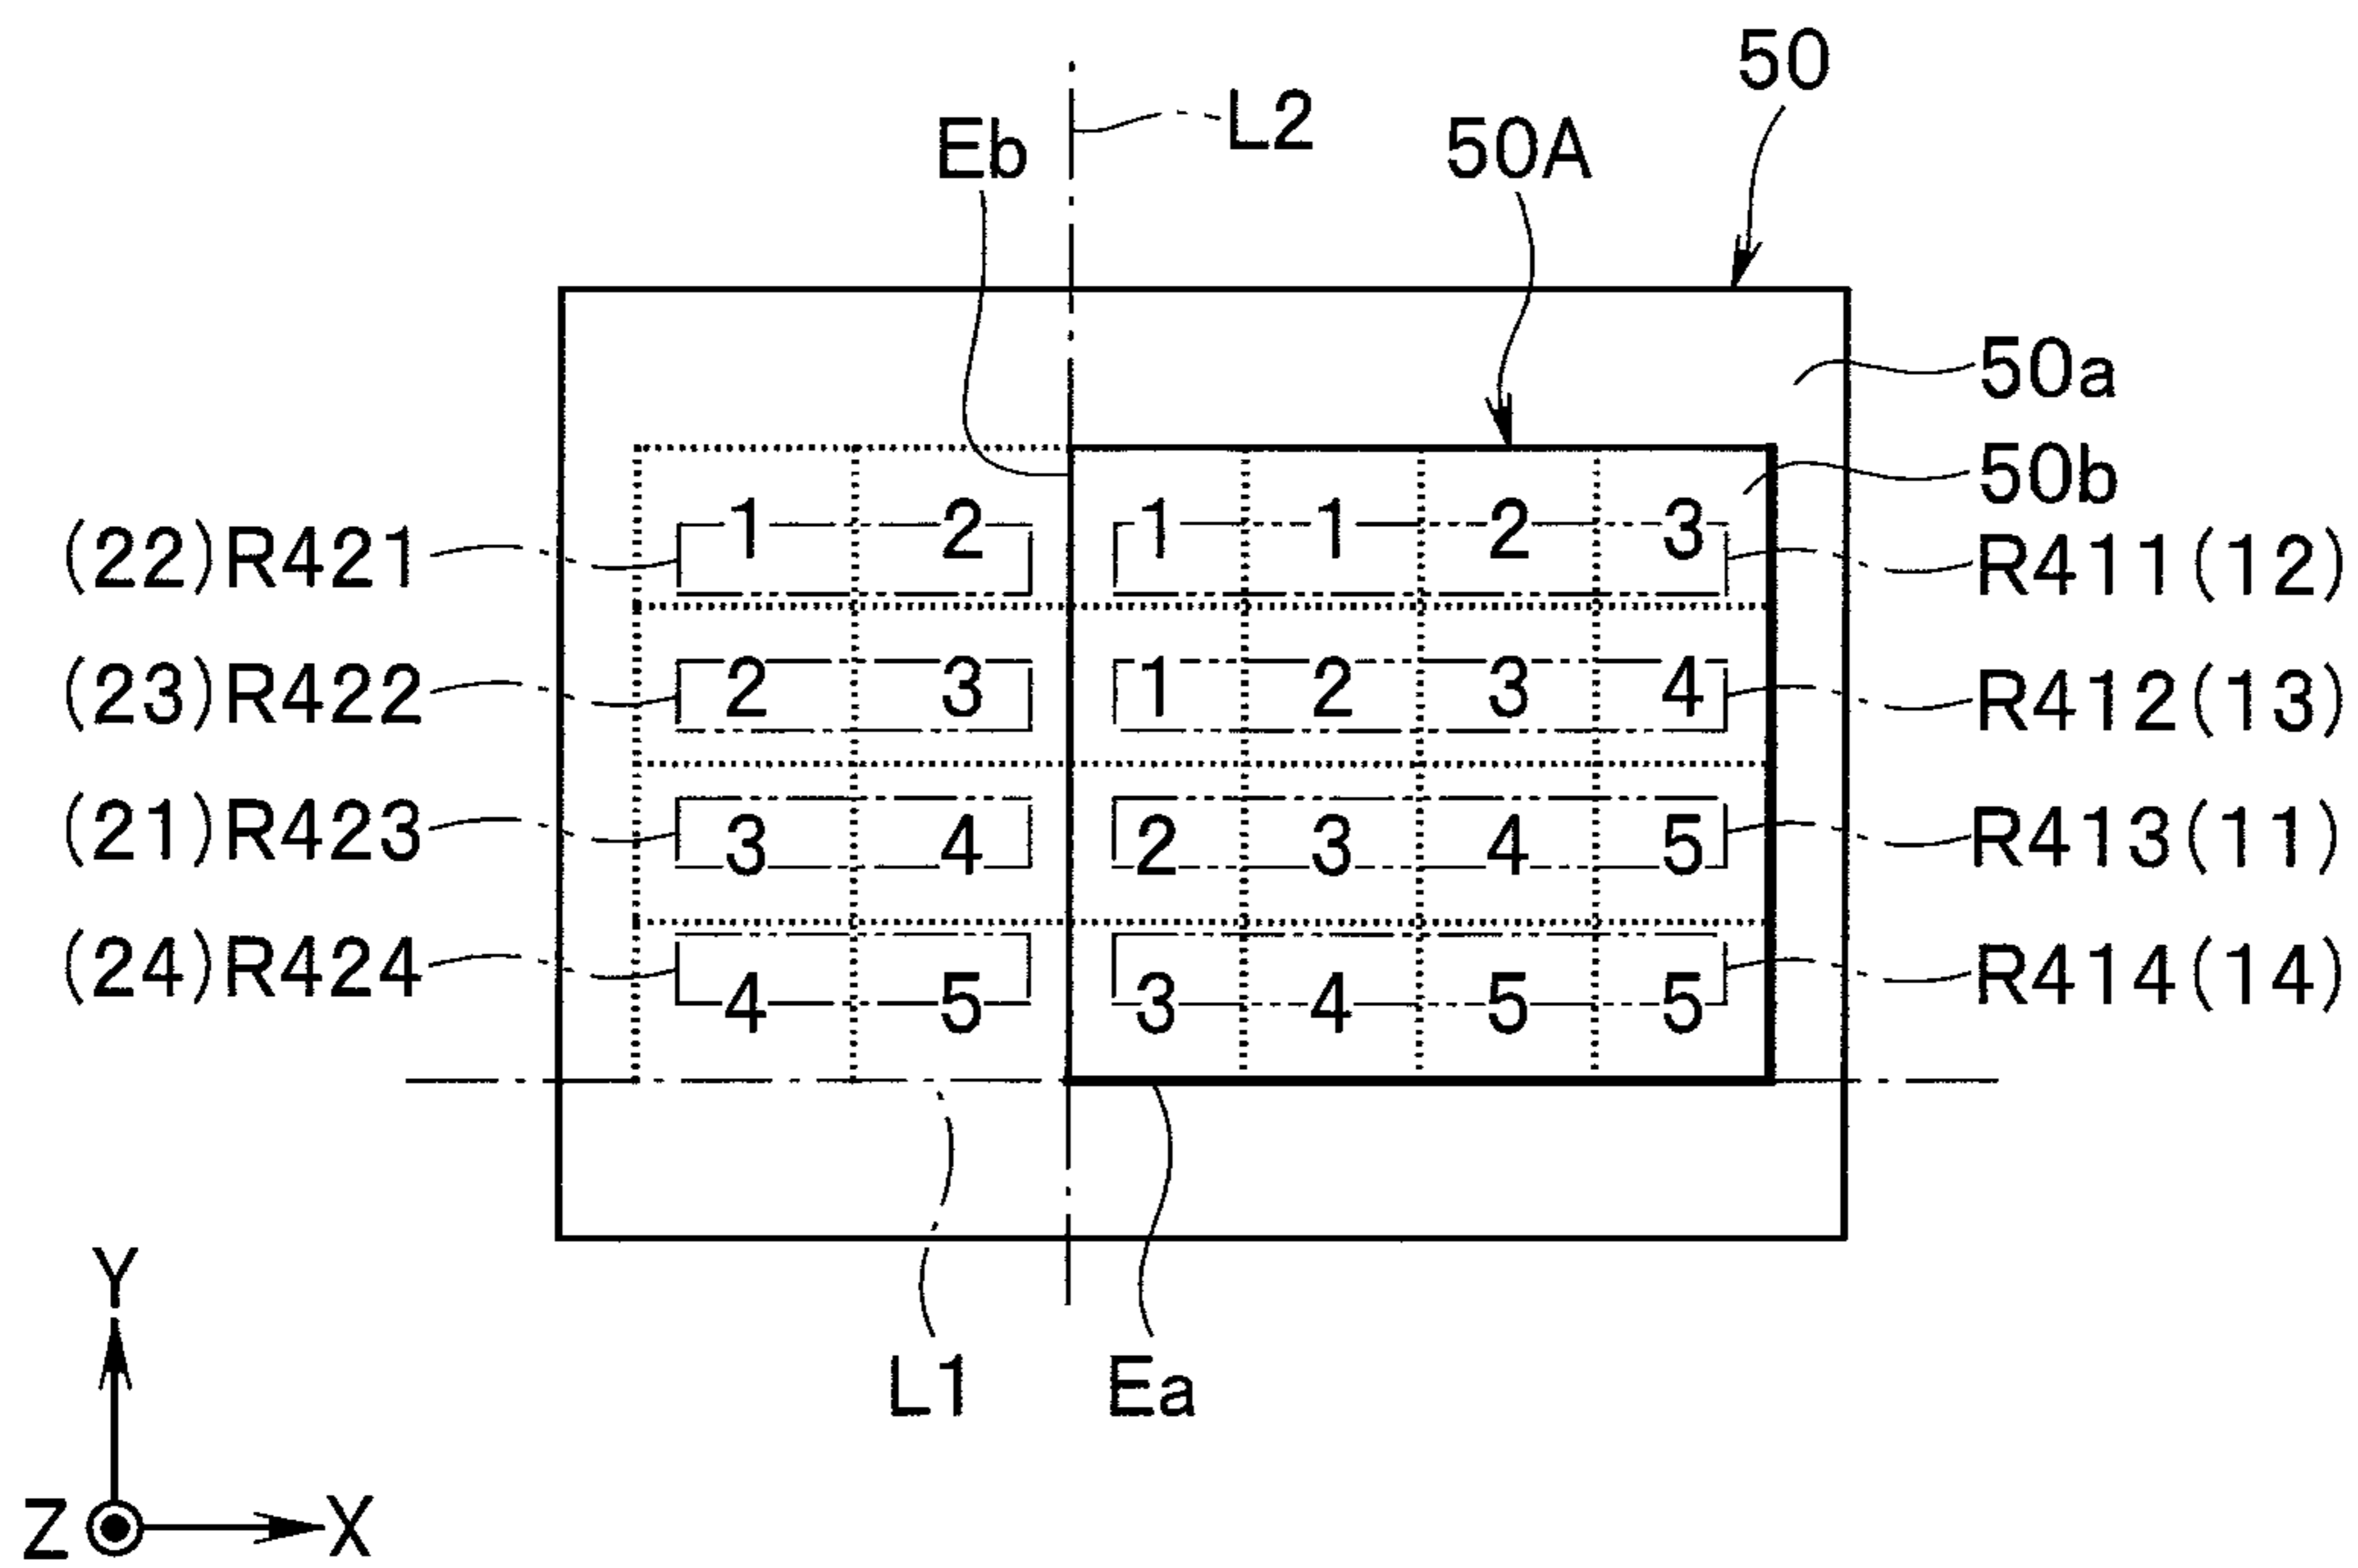 50
L2
Eb
50A
50a
50b
(22)R421 1 2 1 1 2 3 R411(12)
(23)R422 2 3 1 2 3 4 R412(13)
(21)R423 3 4 2 3 4 5 R413(11)
(24)R424 4 5 3 4 5 5 R414(14)
L1 Ea
Y
Z X